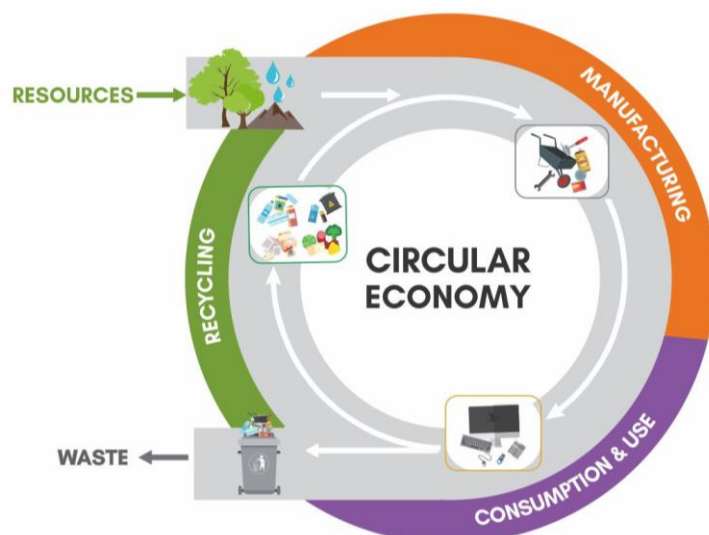 RESOURCES
MANUFACTURING
RECYCLING
CIRCULAR
ECONOMY
WASTE
CONSUMPTION & USE